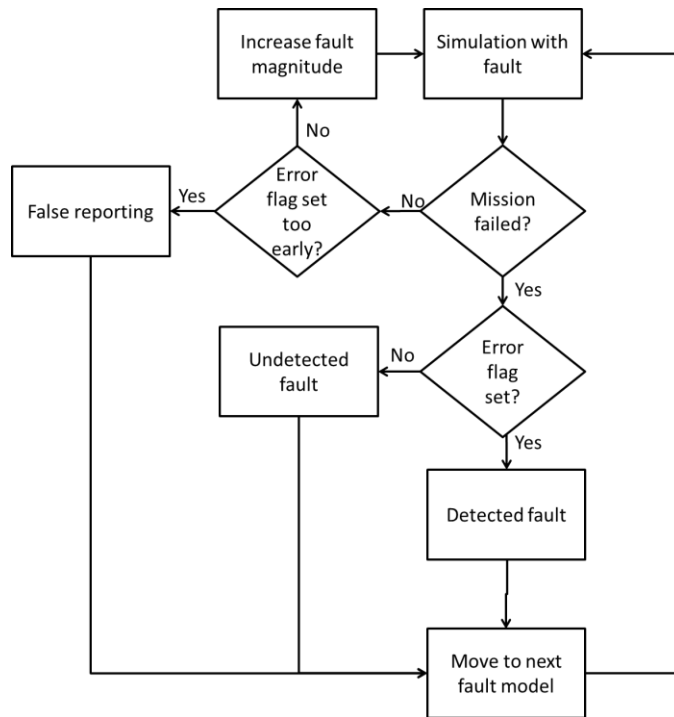 Increase fault
magnitude
Simulation with
fault
No
Error
flag set
too
early?
Yes
False reporting
No
Mission
failed?
Yes
Undetected
fault
No
Error
flag
set?
Yes
Detected fault
Move to next
fault model